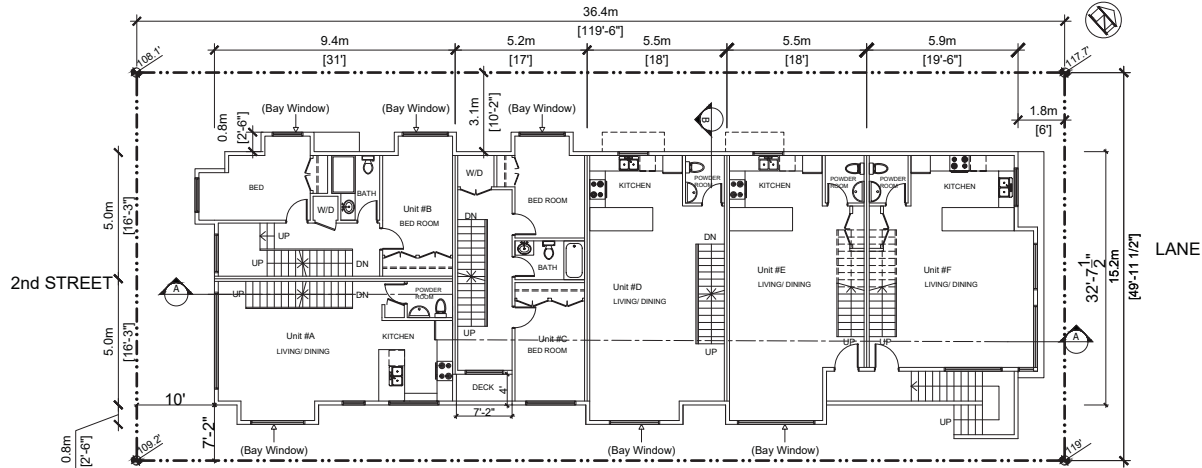 36.4m
[119'-6"]
9.4m
[31']
5.2m
[17']
5.5m
[18']
5.5m
[18']
5.9m
[19'-6"]
108.1'
117.7'
3.1m
[10'-2"]
1.8m
[6']
0.8m
[2'-6"]
(Bay Window)
(Bay Window)
(Bay Window)
B
BED
W/D
BATH
Unit #B
BED ROOM
W/D
BED ROOM
BATH
KITCHEN
POWDER
ROOM
KITCHEN
POWDER
ROOM
POWDER
ROOM
KITCHEN
5.0m
[16'-3"]
UP
UP
DN
DN
DN
2nd STREET
LANE
A
UP
DN
POWDER
ROOM
Unit #A
LIVING/ DINING
KITCHEN
UP
Unit #C
BED ROOM
Unit #D
LIVING/ DINING
UP
Unit #E
LIVING/ DINING
Unit #F
LIVING/ DINING
UP
UP
A
32'-7 1/2"
15.2m
[49'-11 1/2"]
5.0m
[16'-3"]
DECK
4'
7'-2"
UP
10'
7'-2"
0.8m
[2'-6"]
109.2'
119'
(Bay Window)
(Bay Window)
(Bay Window)